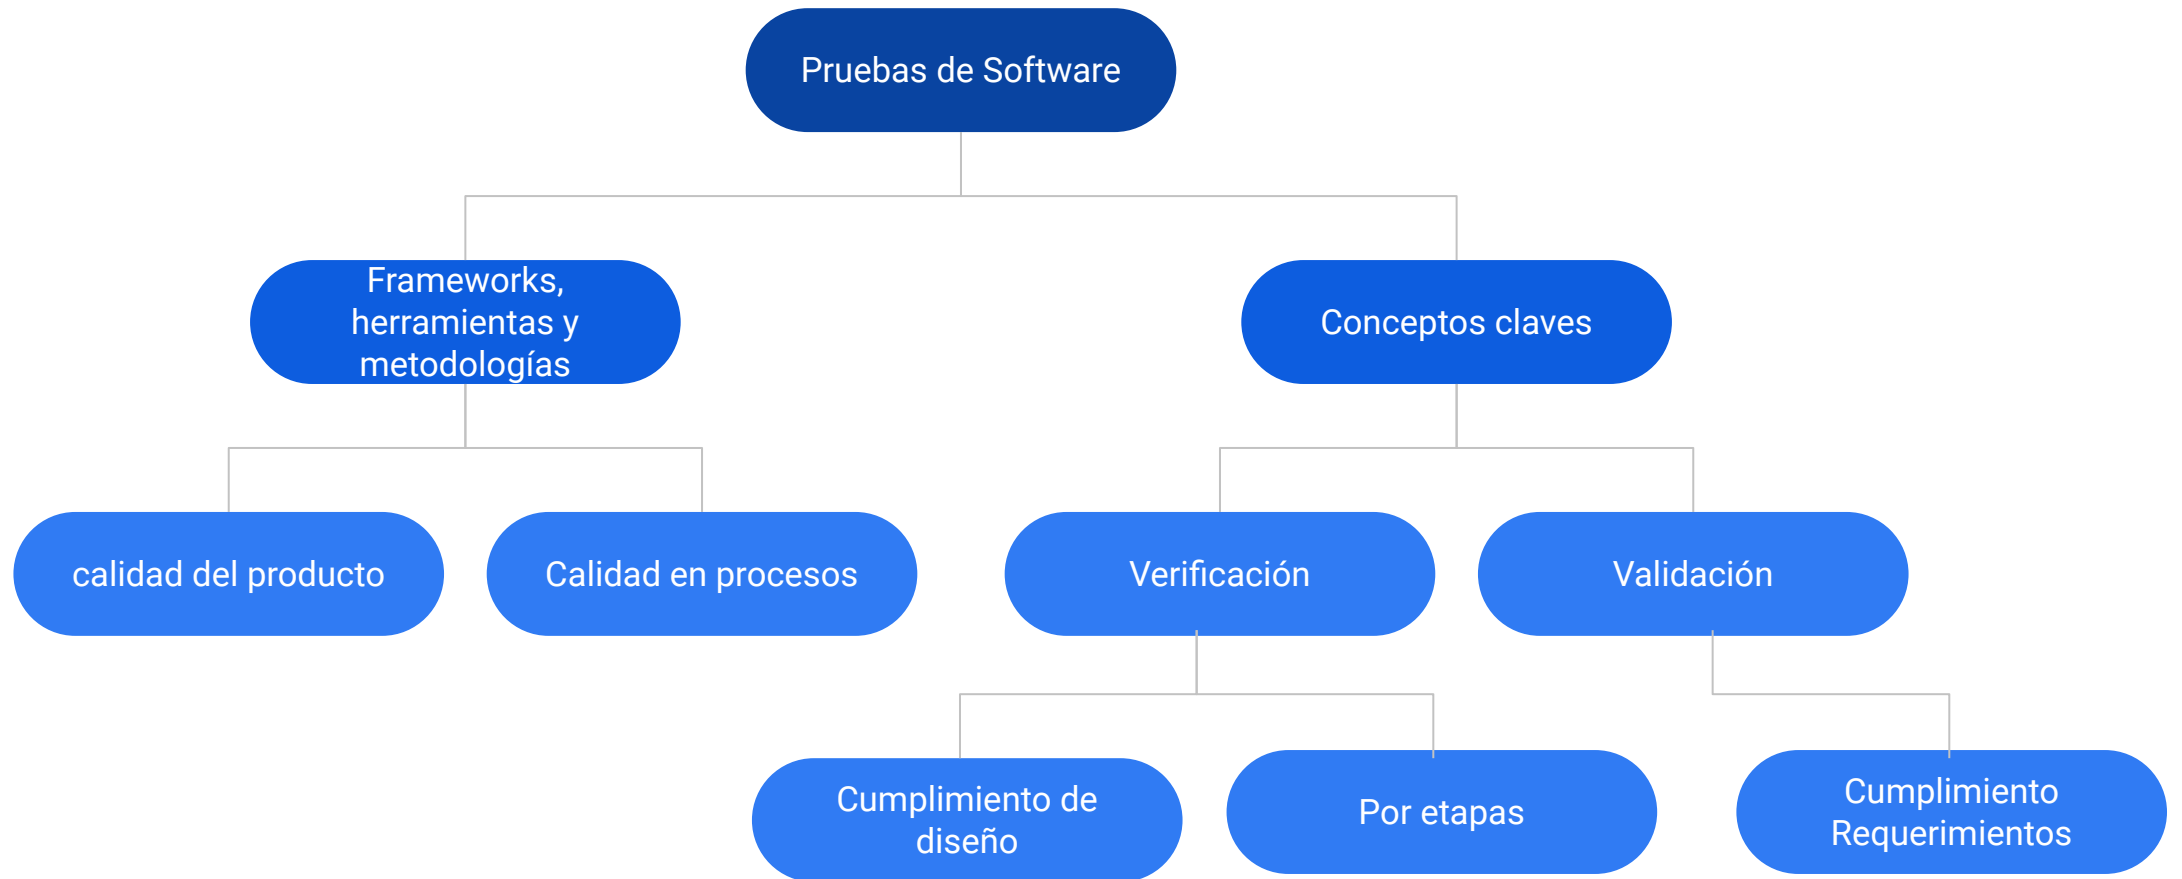 Pruebas de Software
Frameworks,
herramientas y
metodologías
Conceptos claves
calidad del producto
Calidad en procesos
Verificación
Validación
Cumplimiento de
diseño
Por etapas
Cumplimiento
Requerimientos